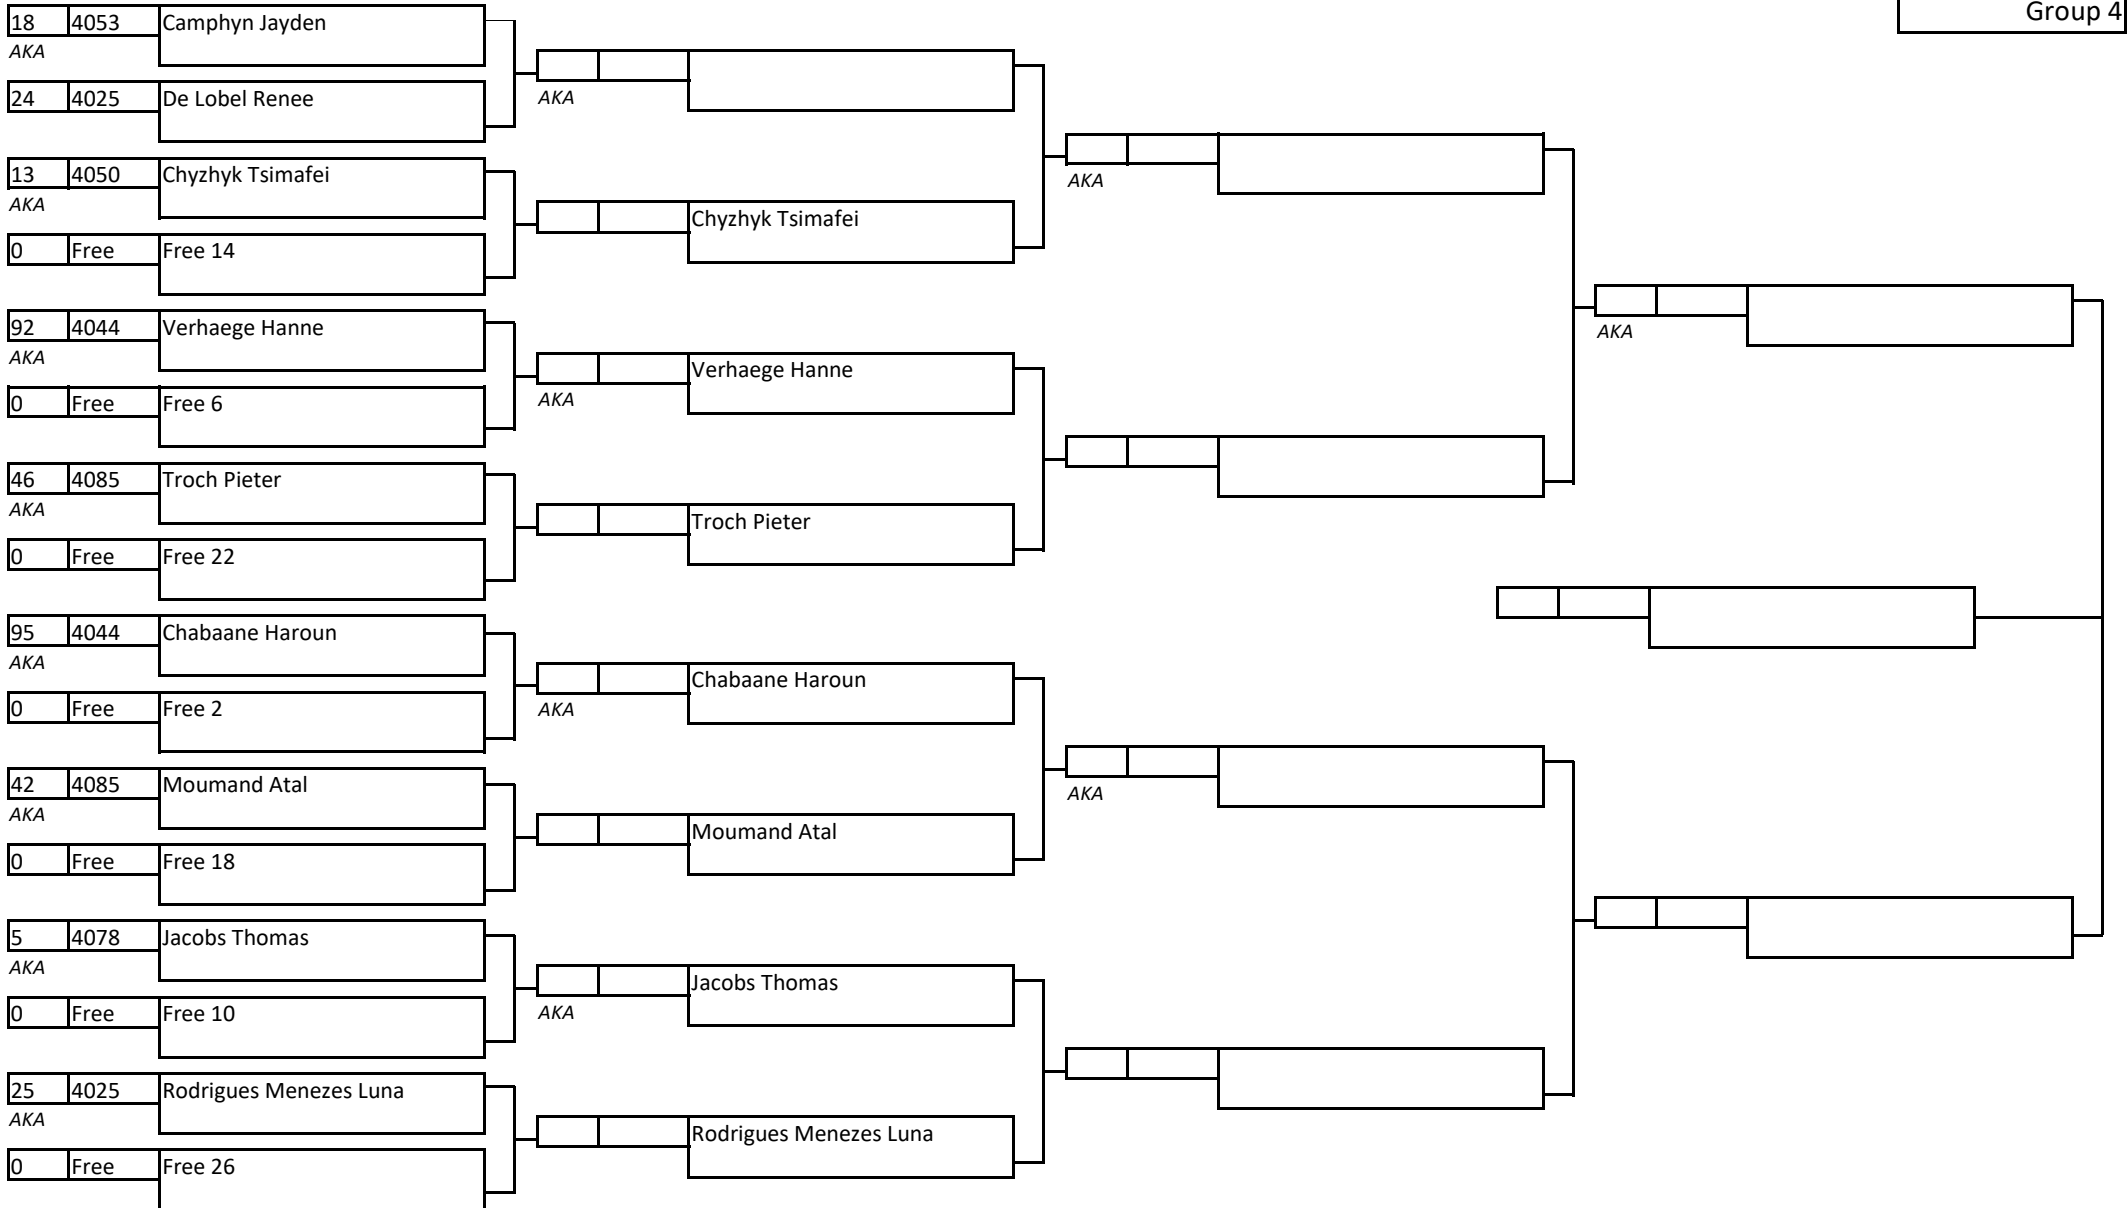 Group 4
18 4053 Camphyn Jayden
AKA
24 4025 De Lobel Renee
AKA
13 4050 Chyzhyk Tsimafei
AKA
AKA
Chyzhyk Tsimafei
0 Free Free 14
92 4044 Verhaege Hanne
AKA
AKA
Verhaege Hanne
AKA
0 Free Free 6
46 4085 Troch Pieter
AKA
Troch Pieter
0 Free Free 22
95 4044 Chabaane Haroun
AKA
Chabaane Haroun
AKA
0 Free Free 2
42 4085 Moumand Atal
AKA
AKA
Moumand Atal
0 Free Free 18
5 4078 Jacobs Thomas
AKA
Jacobs Thomas
AKA
0 Free Free 10
25 4025 Rodrigues Menezes Luna
AKA
Rodrigues Menezes Luna
0 Free Free 26